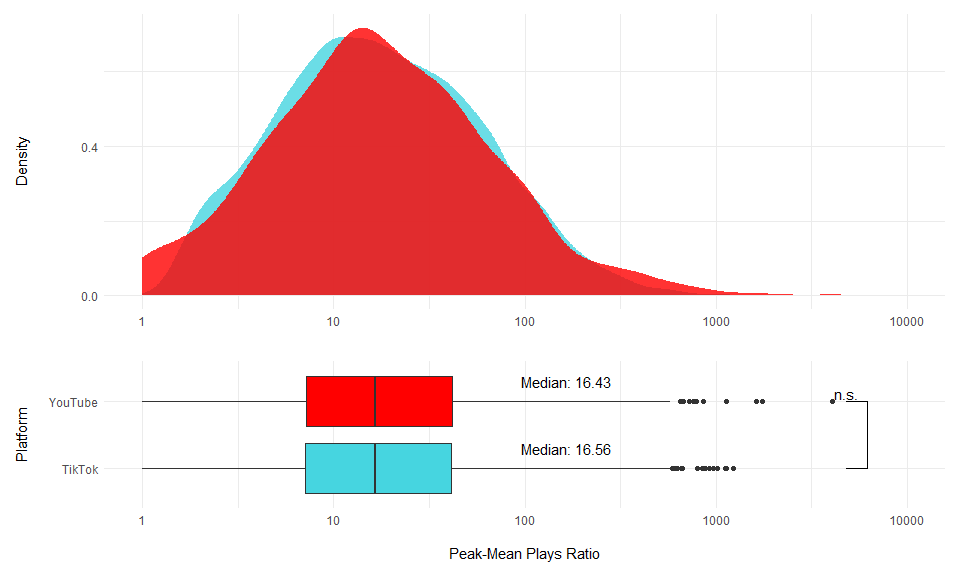 Density
0.4
0.0
1 10 100 1000 10000
Platform
YouTube
Median: 16.43
n.s.
TikTok
Median: 16.56
1 10 100 1000 10000
Peak-Mean Plays Ratio